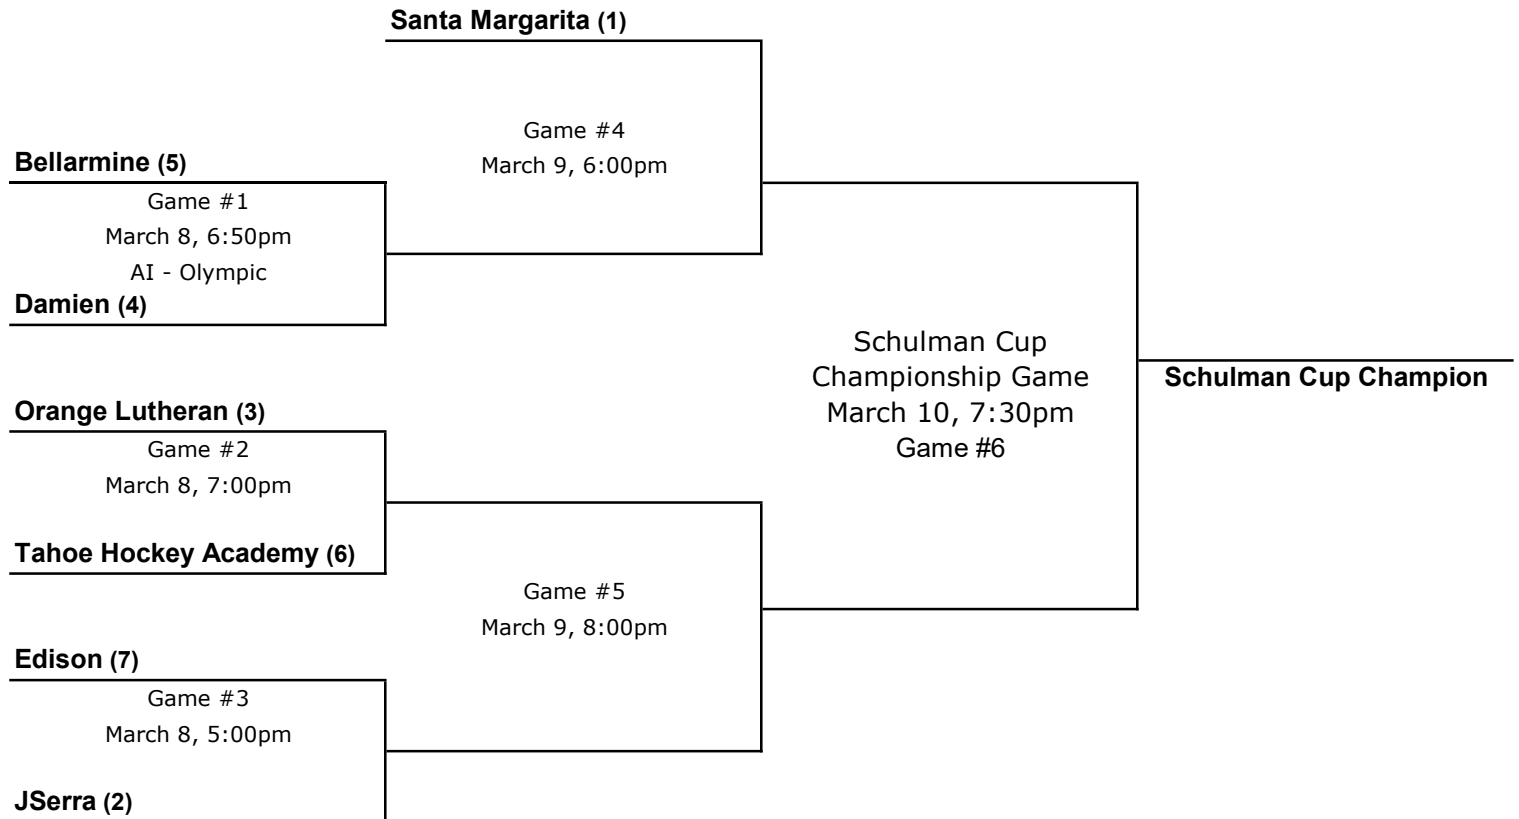 Santa Margarita (1)
Game #4
March 9, 6:00pm
Bellarmine (5)
Game #1
March 8, 6:50pm
AI - Olympic
Damien (4)
Schulman Cup
Championship Game
March 10, 7:30pm
Game #6
Schulman Cup Champion
Orange Lutheran (3)
Game #2
March 8, 7:00pm
Tahoe Hockey Academy (6)
Game #5
March 9, 8:00pm
Edison (7)
Game #3
March 8, 5:00pm
JSerra (2)